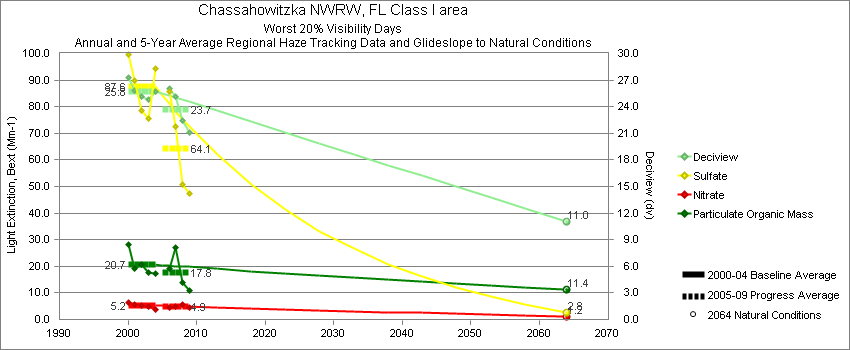 Chassahowitzka NWRW, FL Class I area
Worst 20% Visibility Days
Annual and 5-Year Average Regional Haze Tracking Data and Glideslope to Natural Conditions
100.0 30.0
90.0 27.0
87.6
25.8
80.0 24.0
23.7
70.0 21.0
64.1
60.0 18.0
50.0 15.0
40.0 12.0
11.0
30.0 9.0
20.7
20.0 6.0
17.8
11.4
10.0 3.0
5.2 4.9 2.8
0.0 0.0
1990 2000 2010 2020 2030 2040 2050 2060 2070
Light Extinction, Bext (Mm-1)
Deciview (dv)
Deciview
Sulfate
Nitrate
Particulate Organic Mass
2000-04 Baseline Average
2005-09 Progress Average
2064 Natural Conditions